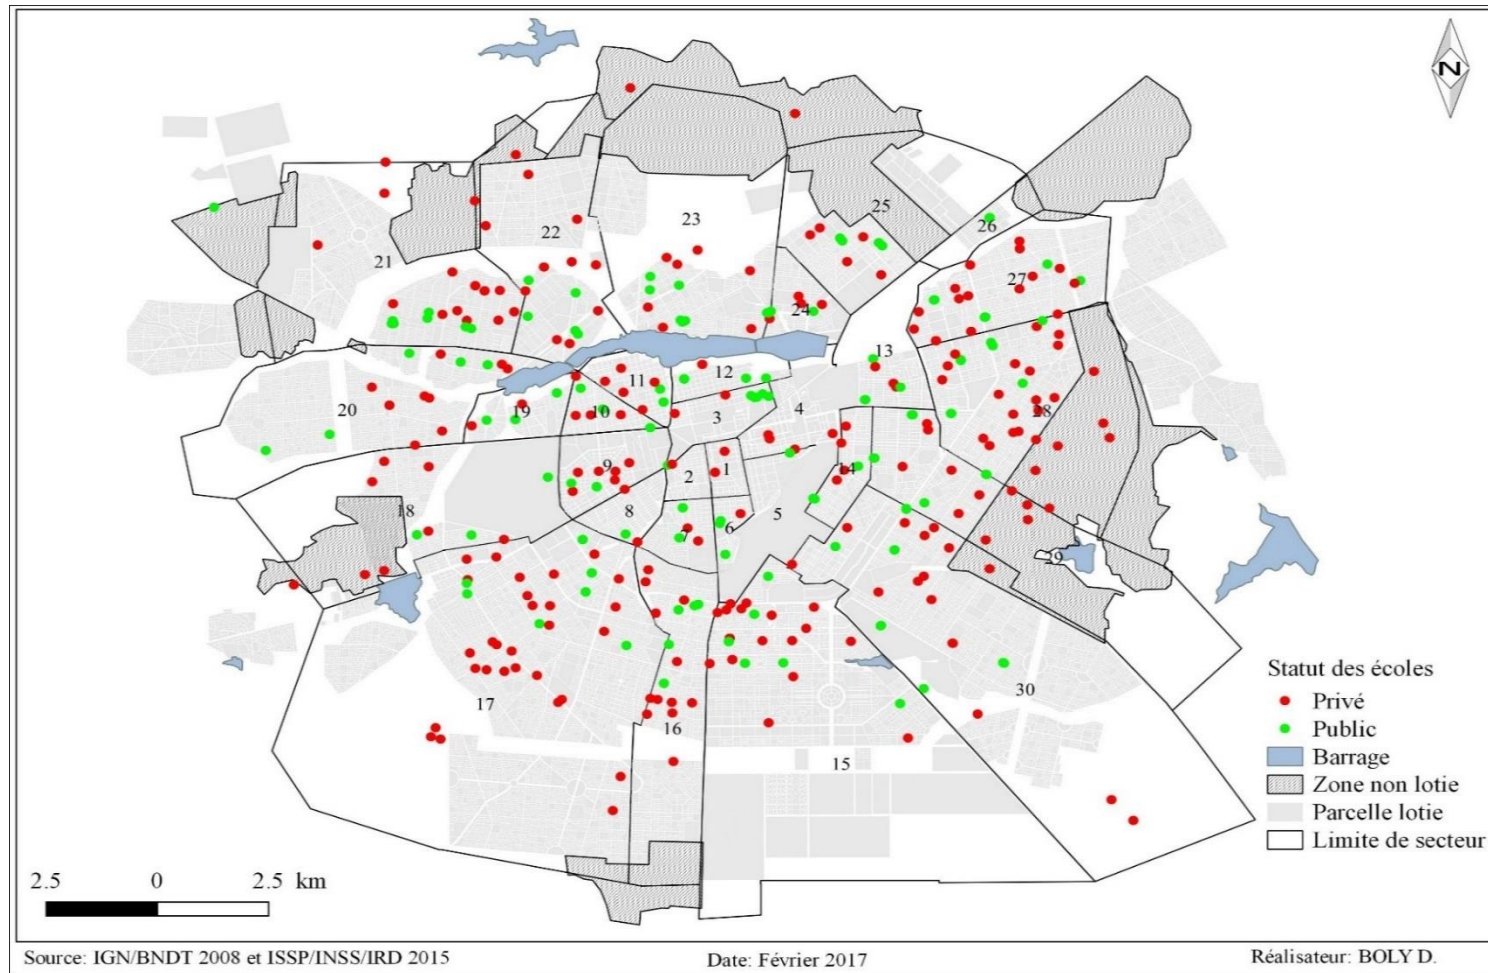 N
25
26
23
22
21
27
24
13
12
11
20
19
10
3
4
28
9
2
1
14
18
8
7
6
5
29
17
16
15
30
Statut des écoles
Privé
Public
Barrage
Zone non lotie
Parcelle lotie
Limite de secteur
2.5 0 2.5 km
Source: IGN/BNDT 2008 et ISSP/INSS/IRD 2015
Date: Février 2017
Réalisateur: BOLY D.